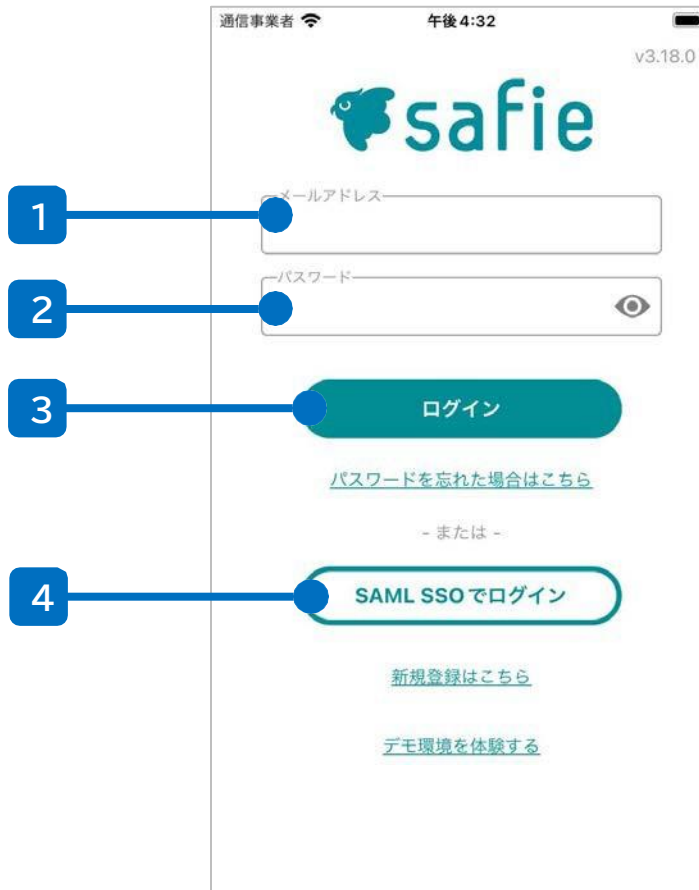 通信事業者 午後4:32
v3.18.0
safie
1 メールアドレス
2 パスワード
3 ログイン
パスワードを忘れた場合はこちら
- または -
4 SAML SSOでログイン
新規登録はこちら
デモ環境を体験する